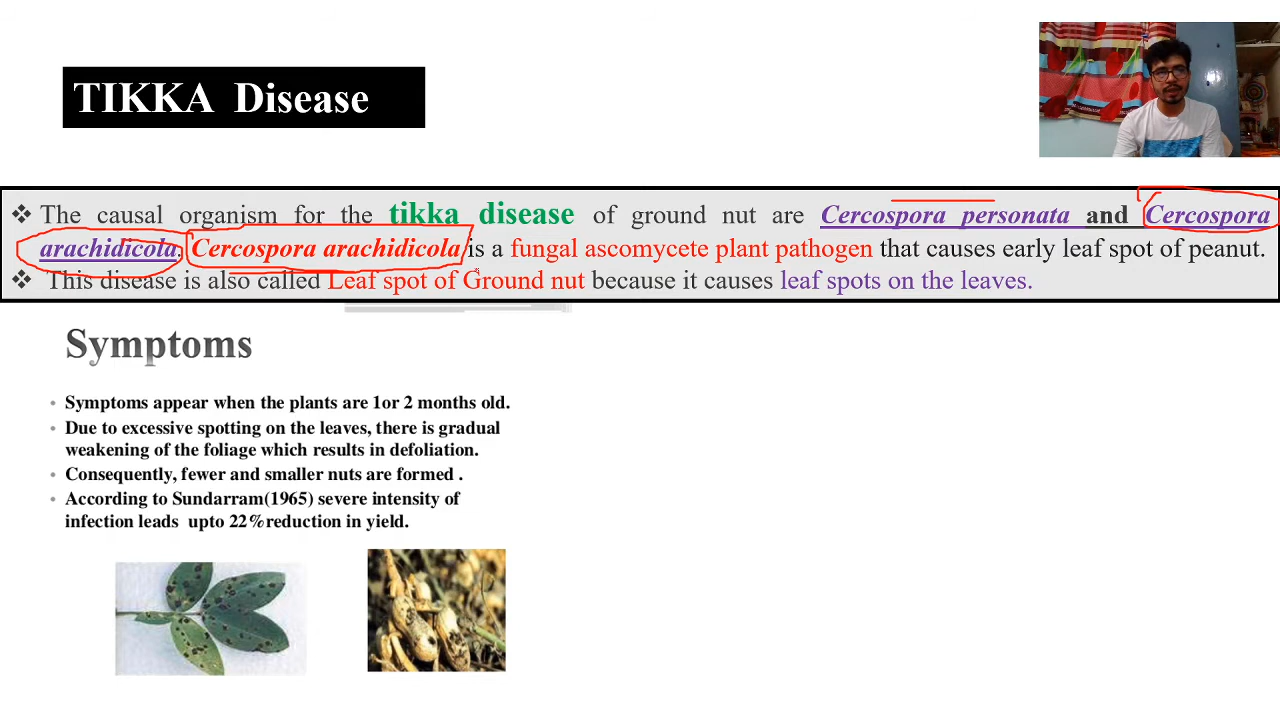 TIKKA Disease
❖ The causal organism for the tikka disease of ground nut are Cercospora personata and Cercospora
arachidicola. Cercospora arachidicola is a fungal ascomycete plant pathogen that causes early leaf spot of peanut.
❖ This disease is also called Leaf spot of Ground nut because it causes leaf spots on the leaves.
Symptoms
• Symptoms appear when the plants are 1or 2 months old.
• Due to excessive spotting on the leaves, there is gradual
weakening of the foliage which results in defoliation.
• Consequently, fewer and smaller nuts are formed .
• According to Sundarram(1965) severe intensity of
infection leads upto 22%reduction in yield.